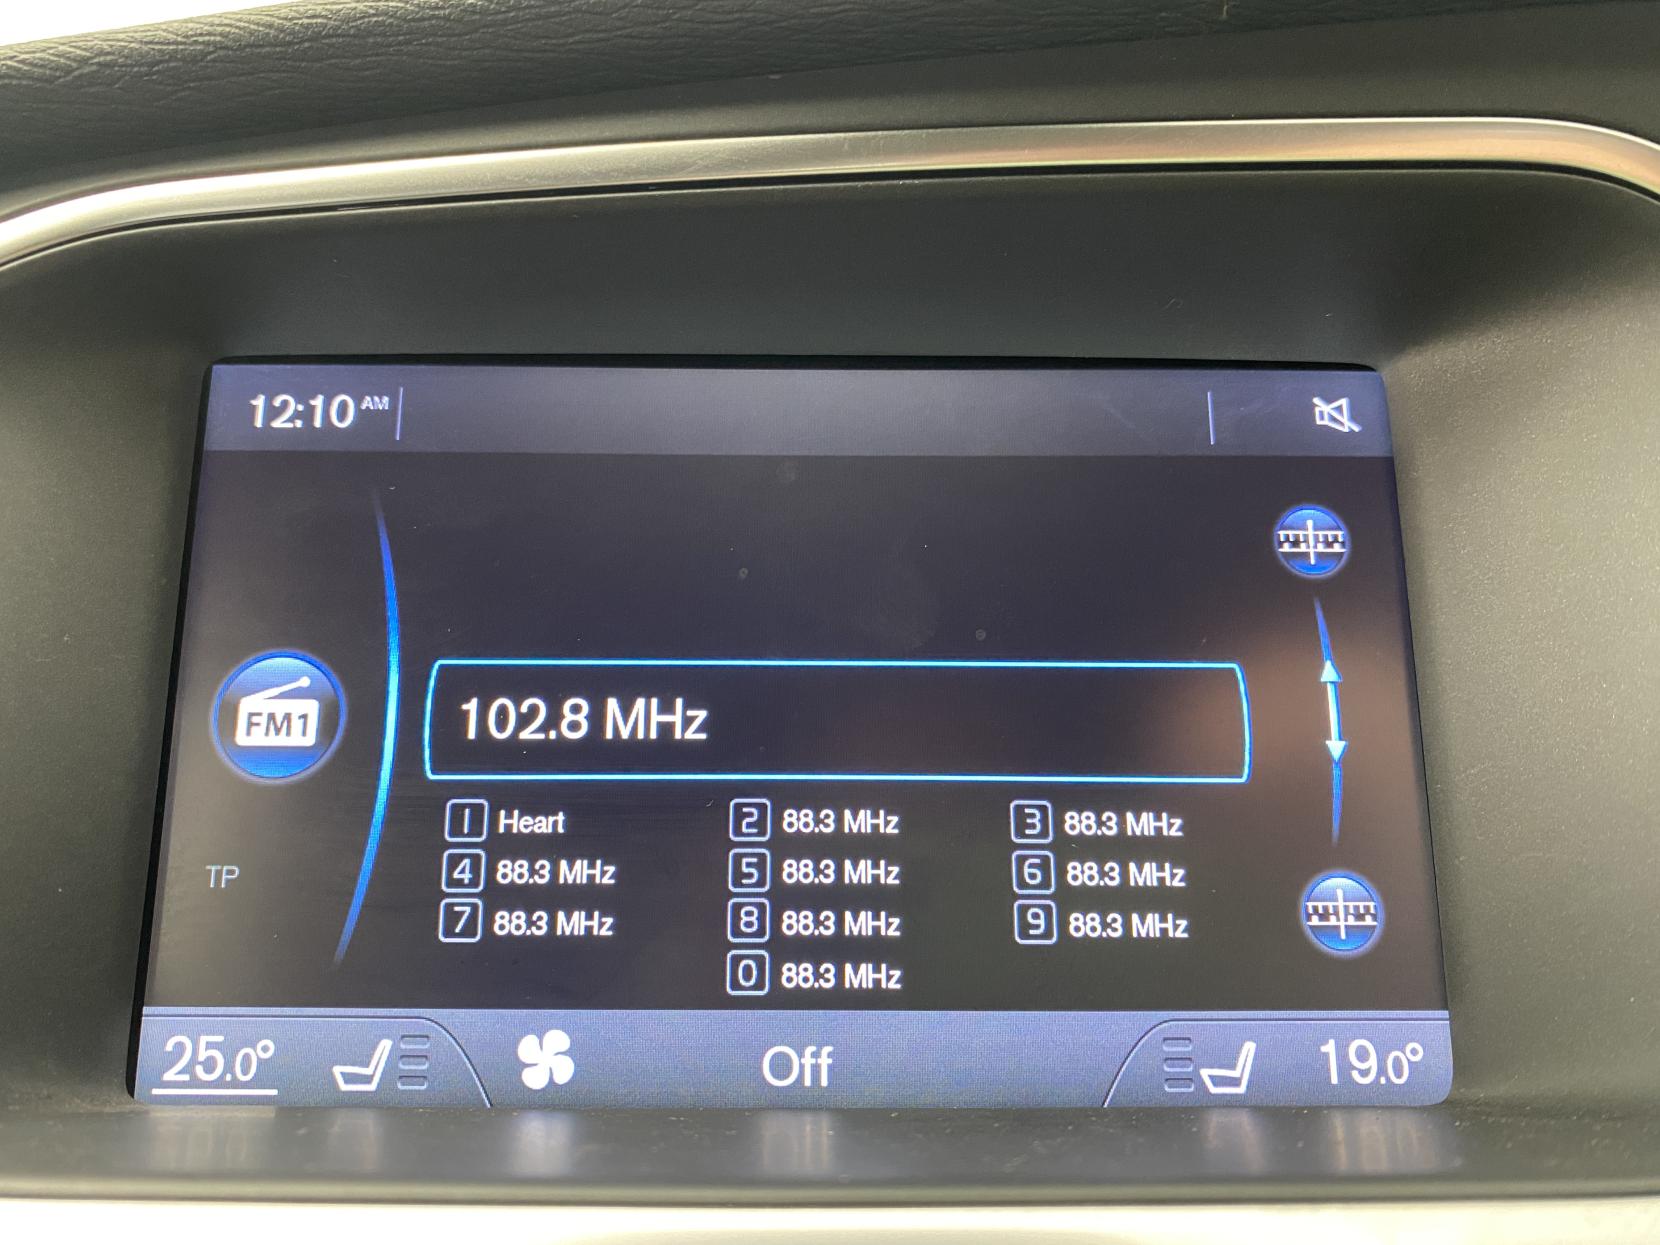 12:10 AM
FM1
102.8 MHz
1 Heart 2 88.3 MHz 3 88.3 MHz
TP
4 88.3 MHz 5 88.3 MHz 6 88.3 MHz
7 88.3 MHz 8 88.3 MHz 9 88.3 MHz
0 88.3 MHz
25.0° Off 19.0°